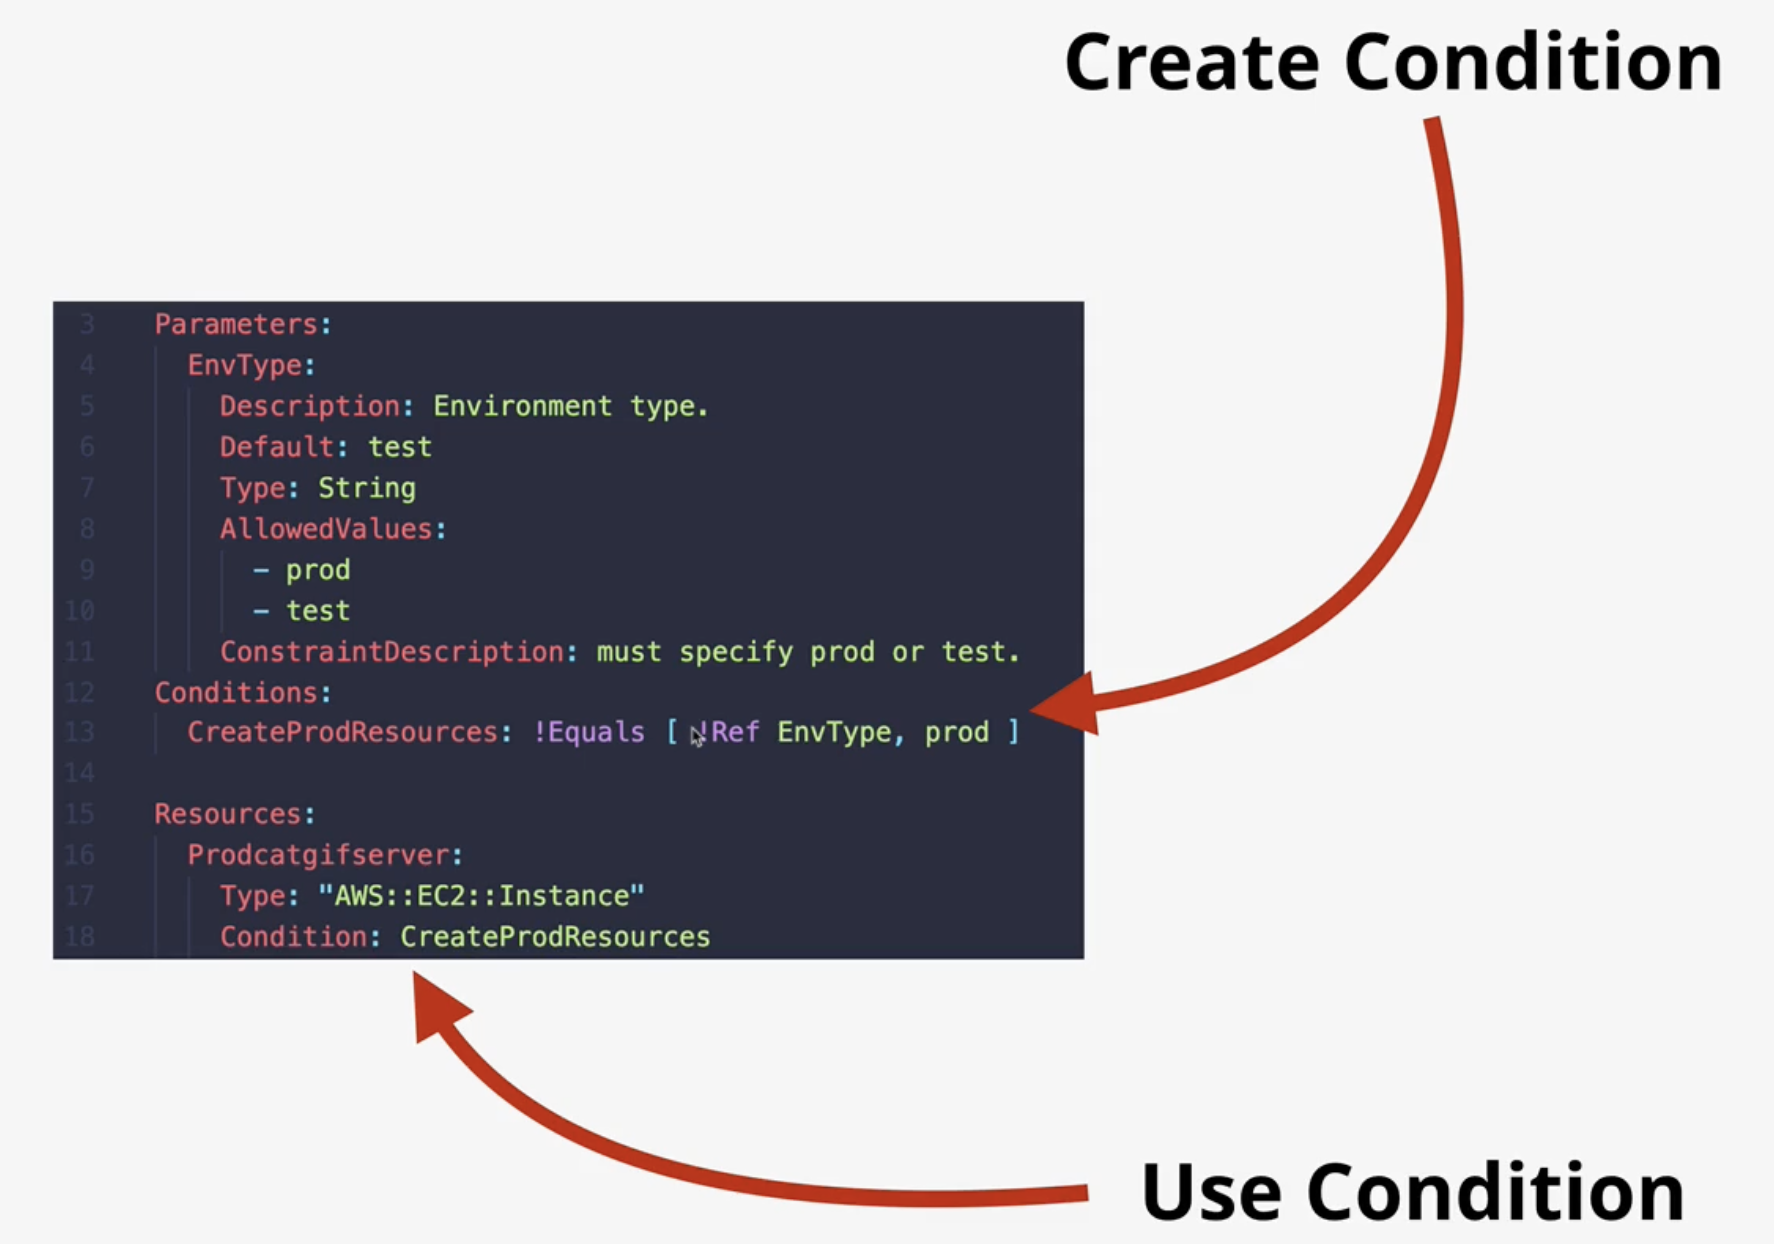 Create Condition
3 Parameters:
4 EnvType:
5 Description: Environment type.
6 Default: test
7 Type: String
8 AllowedValues:
9 - prod
10 - test
11 ConstraintDescription: must specify prod or test.
12 Conditions:
13 CreateProdResources: !Equals [ !Ref EnvType, prod ]
14
15 Resources:
16 Prodcatgifserver:
17 Type: "AWS::EC2::Instance"
18 Condition: CreateProdResources
Use Condition